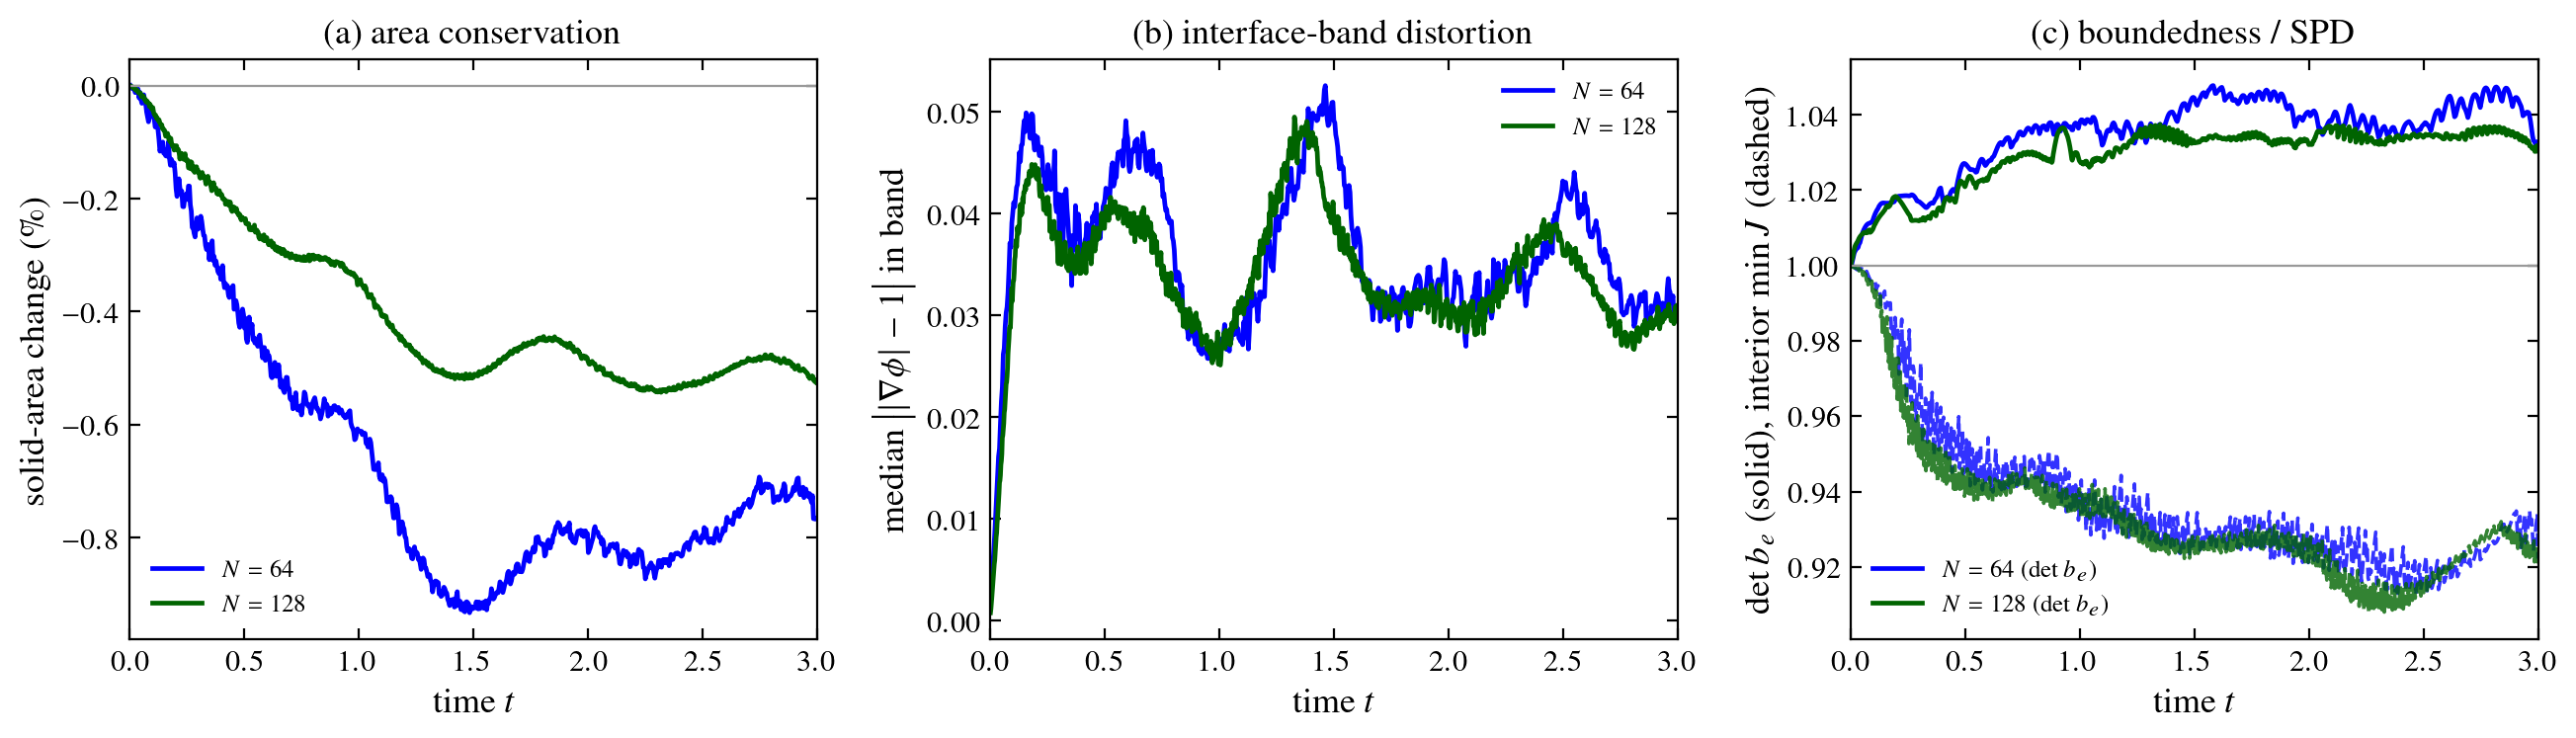 (a) area conservation
solid-area change (%)
0.0
−0.2
−0.4
−0.6
−0.8
N = 64
N = 128
0.0 0.5 1.0 1.5 2.0 2.5 3.0
time t
(b) interface-band distortion
median ||∇ϕ| − 1| in band
0.05
0.04
0.03
0.02
0.01
0.00
N = 64
N = 128
0.0 0.5 1.0 1.5 2.0 2.5 3.0
time t
(c) boundedness / SPD
det b_e (solid), interior min J (dashed)
1.04
1.02
1.00
0.98
0.96
0.94
0.92
N = 64 (det b_e)
N = 128 (det b_e)
0.0 0.5 1.0 1.5 2.0 2.5 3.0
time t